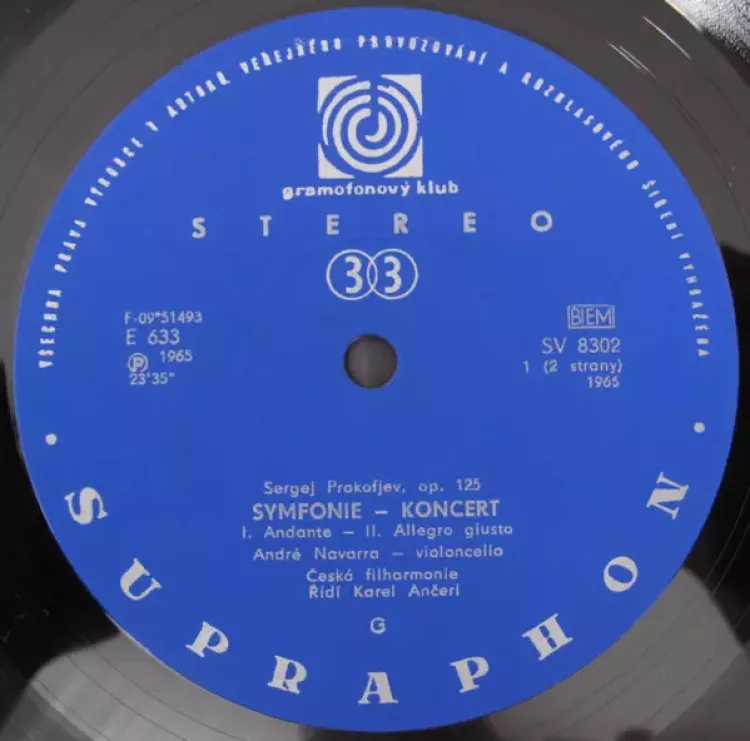 VŠECHNA PRÁVA VÝROBCE V AUTORŮ VEŘEJNÉHO PROVOZOVÁNÍ A ROZHLASOVÉHO ŠÍŘENÍ VYHRAŽENA
gramofonový klub
STEREO
33
F-09*51493
E 633
Ⓟ 1965
23'35"
BIEM
SV 8302
1 (2 strany)
1965
Sergej Prokofjev, op. 125
SYMFONIE – KONCERT
I. Andante – II. Allegro giusto
André Navarra – violoncello
Česká filharmonie
Řídí Karel Ančerl
G
• SUPRAPHON •